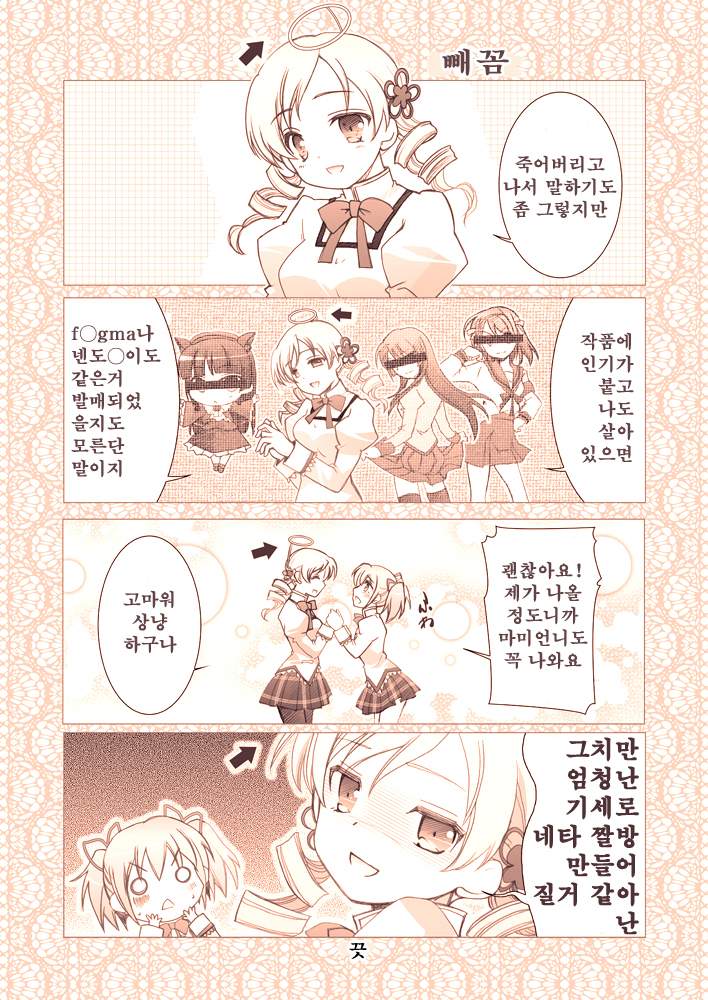 빼꼼
죽어버리고
나서 말하기도
좀 그렇지만
작품에
인기가
붙고
나도
살아
있으면
f○gma나
넨도○이도
같은거
발매되었
을지도
모른단
말이지
괜찮아요!
제가 나올
정도니까
마미언니도
꼭 나와요
고마워
상냥
하구나
그치만
엄청난
기세로
네타 짤방
만들어
질거 같아
난
끗